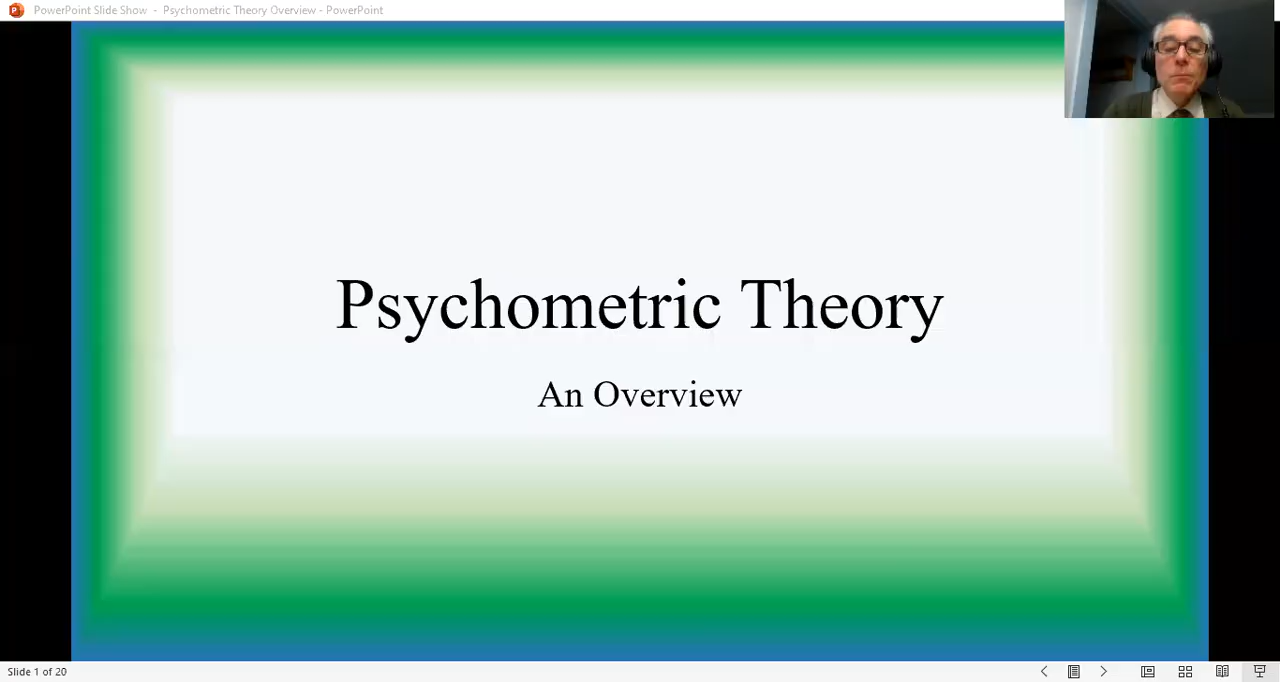 PowerPoint Slide Show - Psychometric Theory Overview - PowerPoint
Psychometric Theory
An Overview
Slide 1 of 20